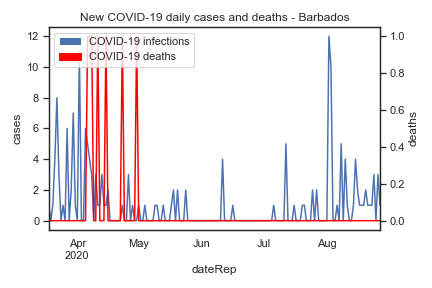 New COVID-19 daily cases and deaths - Barbados
COVID-19 infections
COVID-19 deaths
12
10
8
6
4
2
0
cases
1.0
0.8
0.6
0.4
0.2
0.0
deaths
Apr
2020
May
Jun
Jul
Aug
dateRep